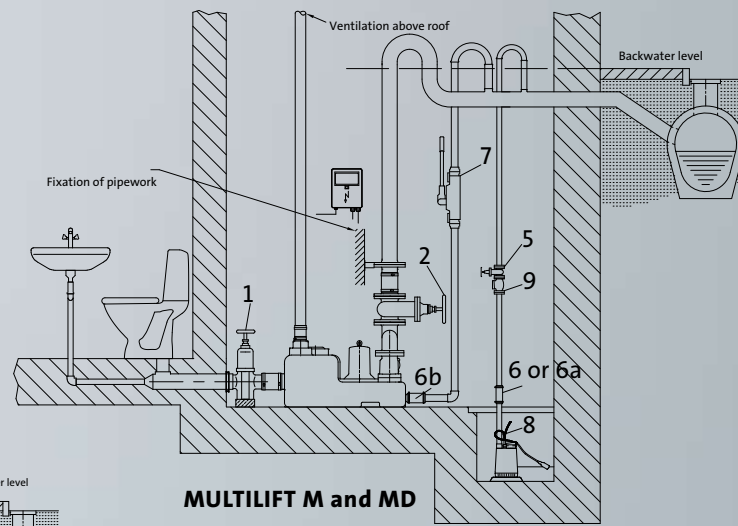 Ventilation above roof
Backwater level
7
Fixation of pipework
5
2
9
1
6 or 6a
6b
8
er level
MULTILIFT M and MD